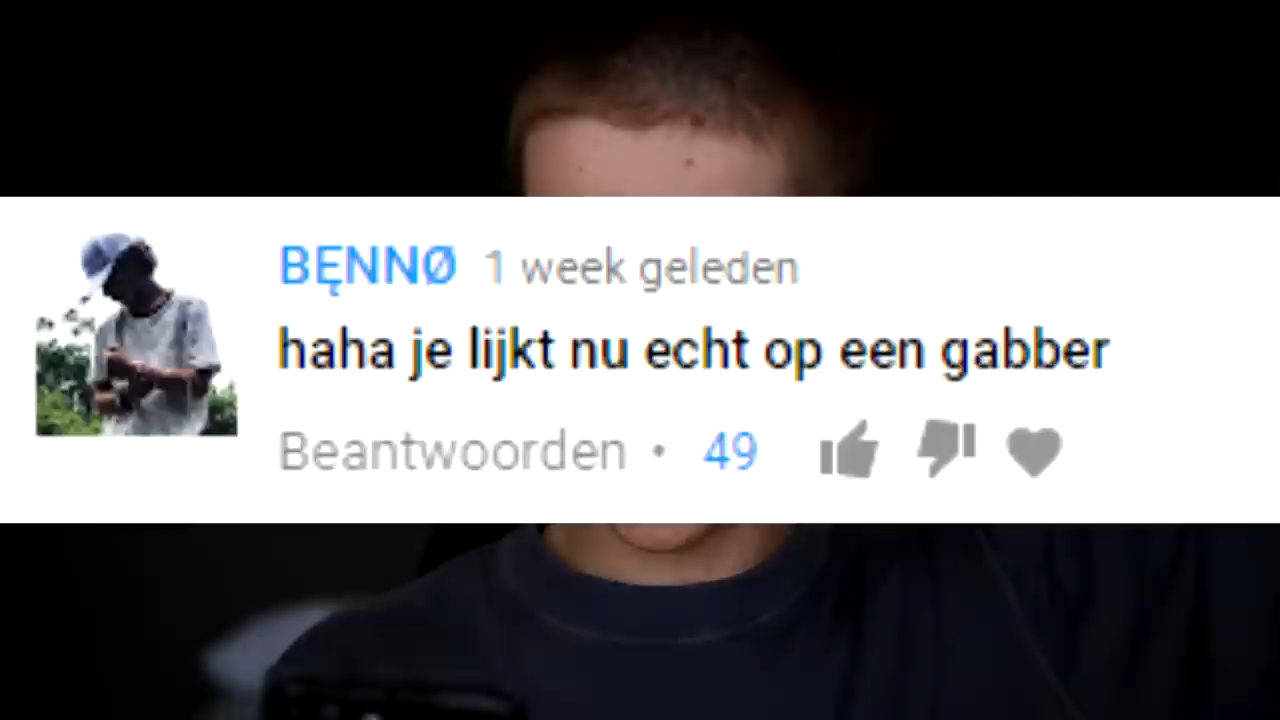 BĘNNØ 1 week geleden
haha je lijkt nu echt op een gabber
Beantwoorden • 49